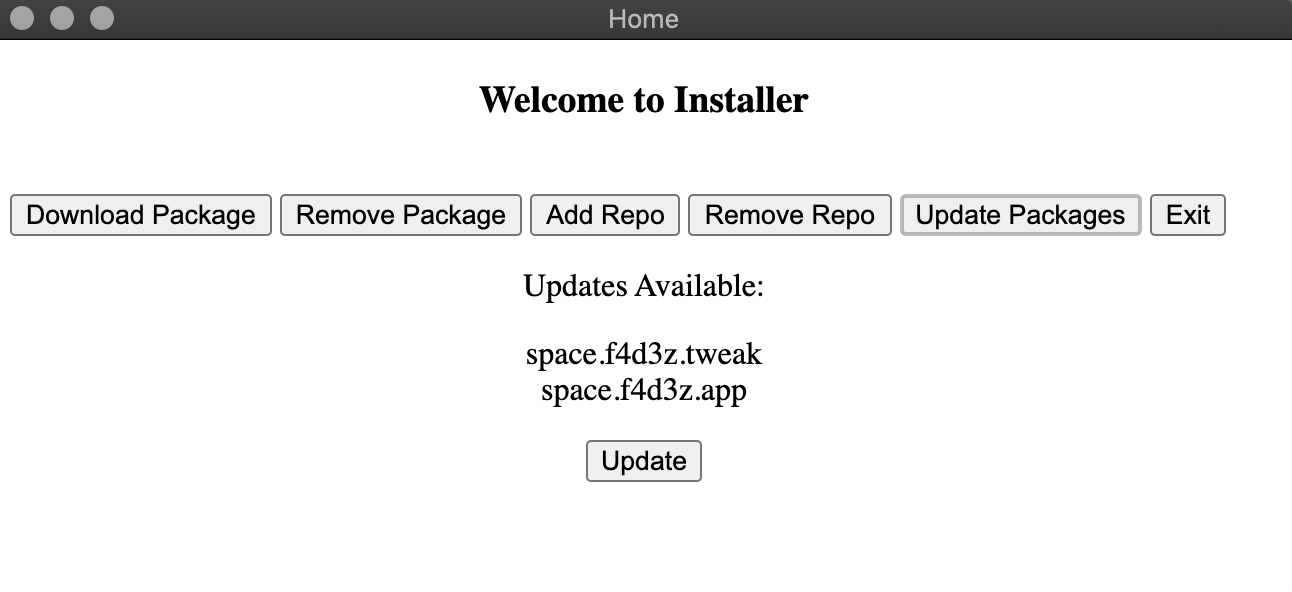 Home
Welcome to Installer
Download Package Remove Package Add Repo Remove Repo Update Packages Exit
Updates Available:
space.f4d3z.tweak
space.f4d3z.app
Update